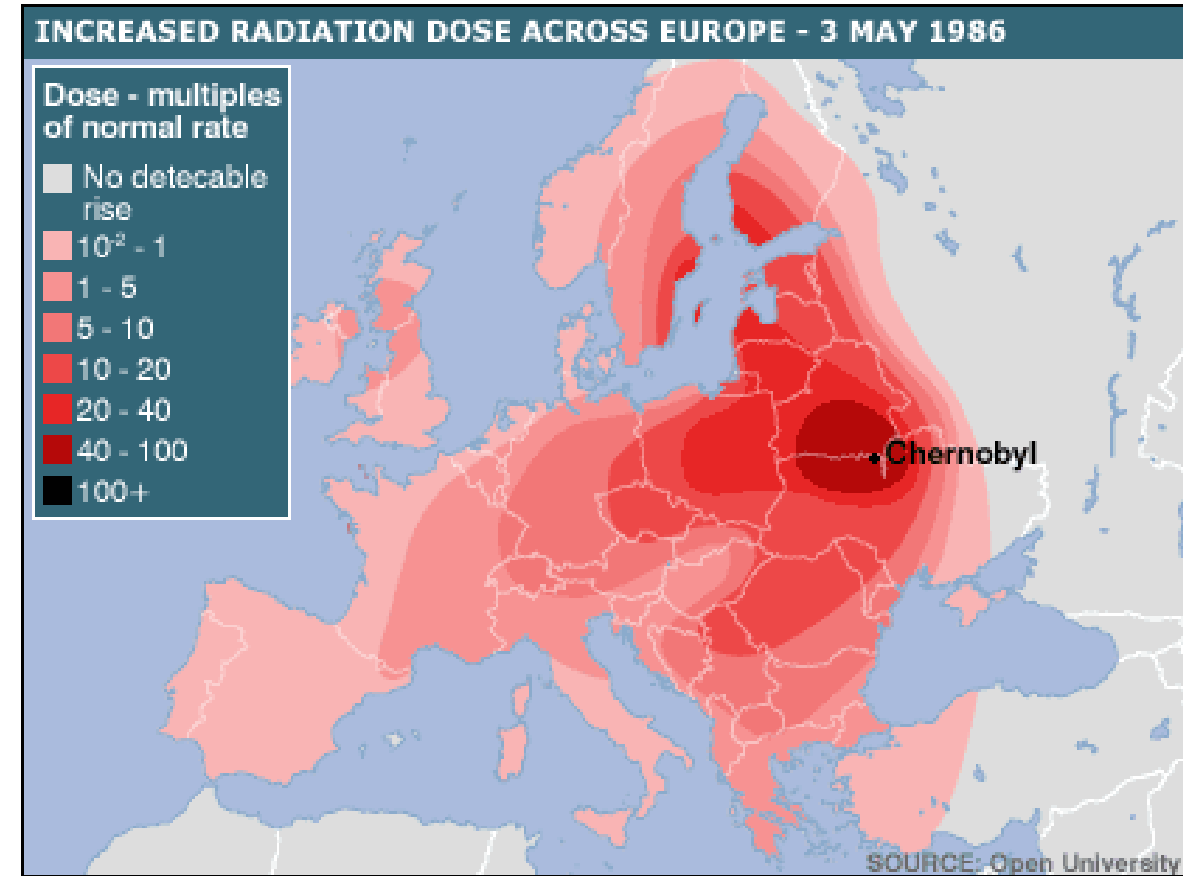 INCREASED RADIATION DOSE ACROSS EUROPE - 3 MAY 1986
Dose - multiples
of normal rate
No detecable
rise
10⁻² - 1
1 - 5
5 - 10
10 - 20
20 - 40
40 - 100
100+
Chernobyl
SOURCE: Open University